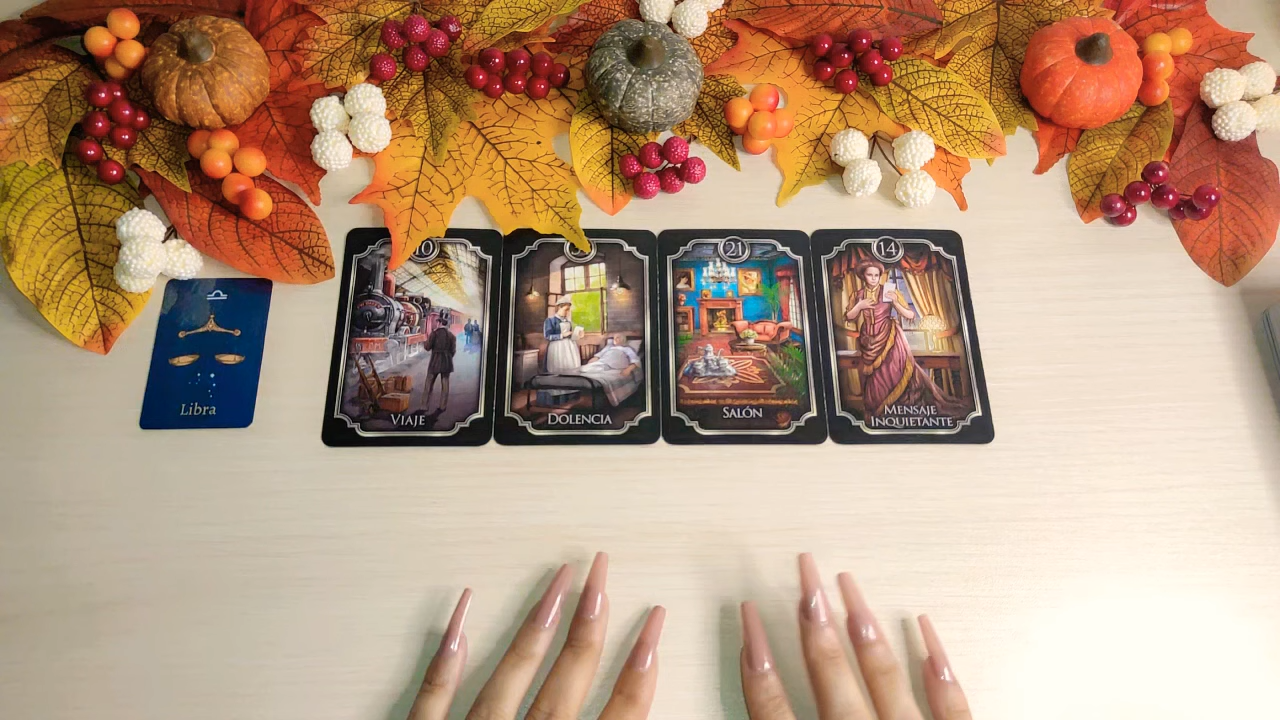 Libra
10
VIAJE
DOLENCIA
21
SALÓN
14
MENSAJE
INQUIETANTE